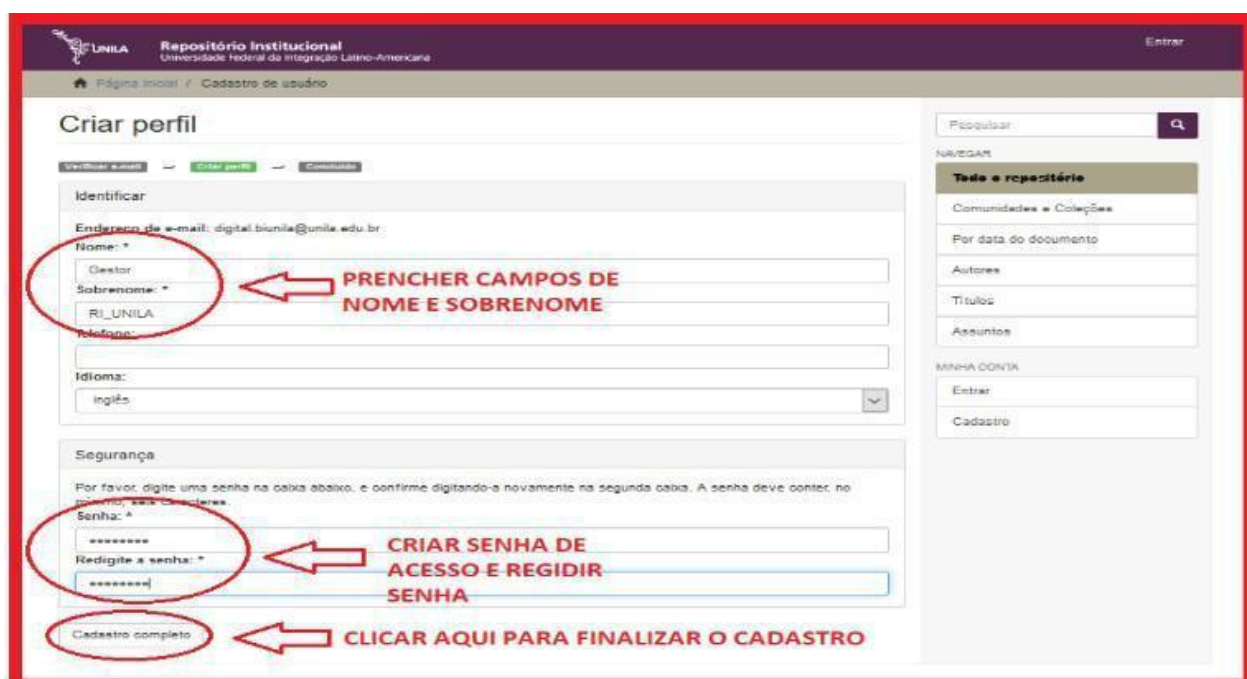 UNILA
Repositório Institucional
Universidade Federal da Integração Latino-Americana
Entrar
Página inicial / Cadastro de usuário
Criar perfil
Verificar e-mail → Criar perfil → Concluído
Identificar
Endereço de e-mail: digital.biunila@unila.edu.br
Nome: *
Gestor
Sobrenome: *
RI_UNILA
Telefone:
Idioma:
inglês
PRENCHER CAMPOS DE
NOME E SOBRENOME
Segurança
Por favor, digite uma senha na caixa abaixo, e confirme digitando-a novamente na segunda caixa. A senha deve conter, no
mínimo, seis caracteres.
Senha: *
••••••••
Redigite a senha: *
••••••••
CRIAR SENHA DE
ACESSO E REGIDIR
SENHA
Cadastro completo
CLICAR AQUI PARA FINALIZAR O CADASTRO
Pesquisar
NAVEGAR
Todo o repositório
Comunidades e Coleções
Por data do documento
Autores
Títulos
Assuntos
MINHA CONTA
Entrar
Cadastro